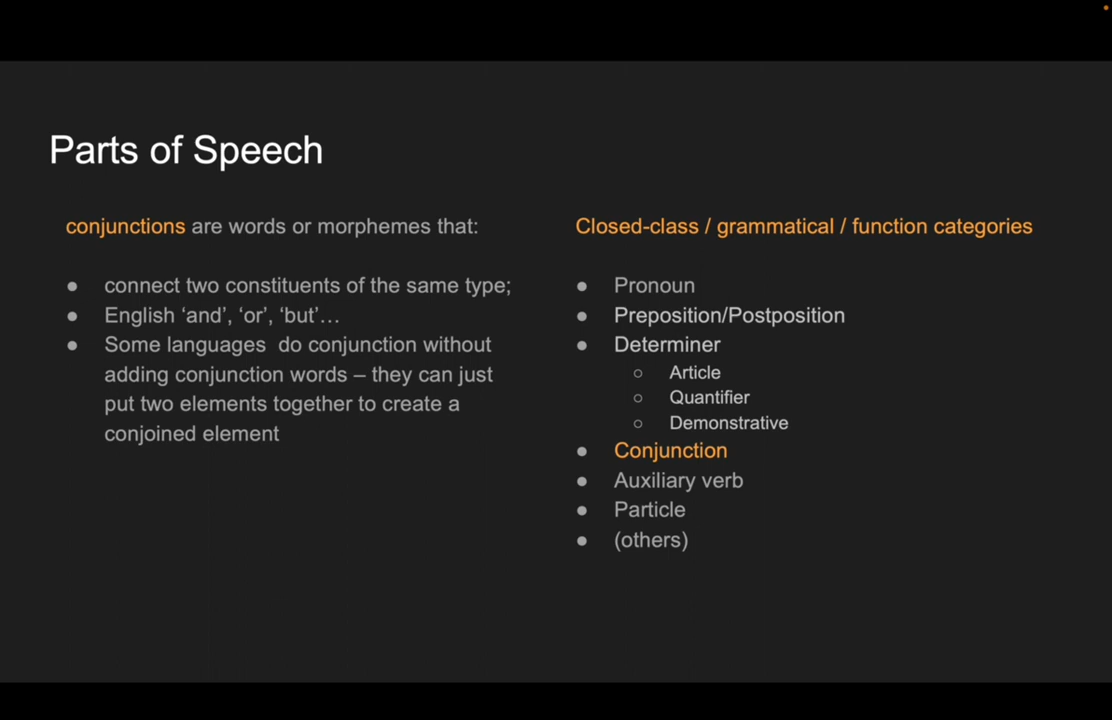 Parts of Speech
conjunctions are words or morphemes that:
● connect two constituents of the same type;
● English ‘and’, ‘or’, ‘but’…
● Some languages  do conjunction without
adding conjunction words – they can just
put two elements together to create a
conjoined element
Closed-class / grammatical / function categories
● Pronoun
● Preposition/Postposition
● Determiner
○ Article
○ Quantifier
○ Demonstrative
● Conjunction
● Auxiliary verb
● Particle
● (others)